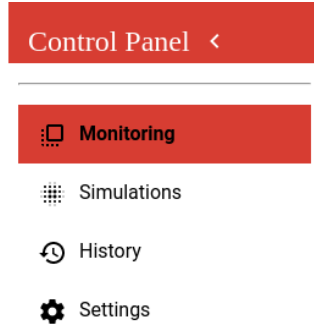 Control Panel
Monitoring
Simulations
History
Settings